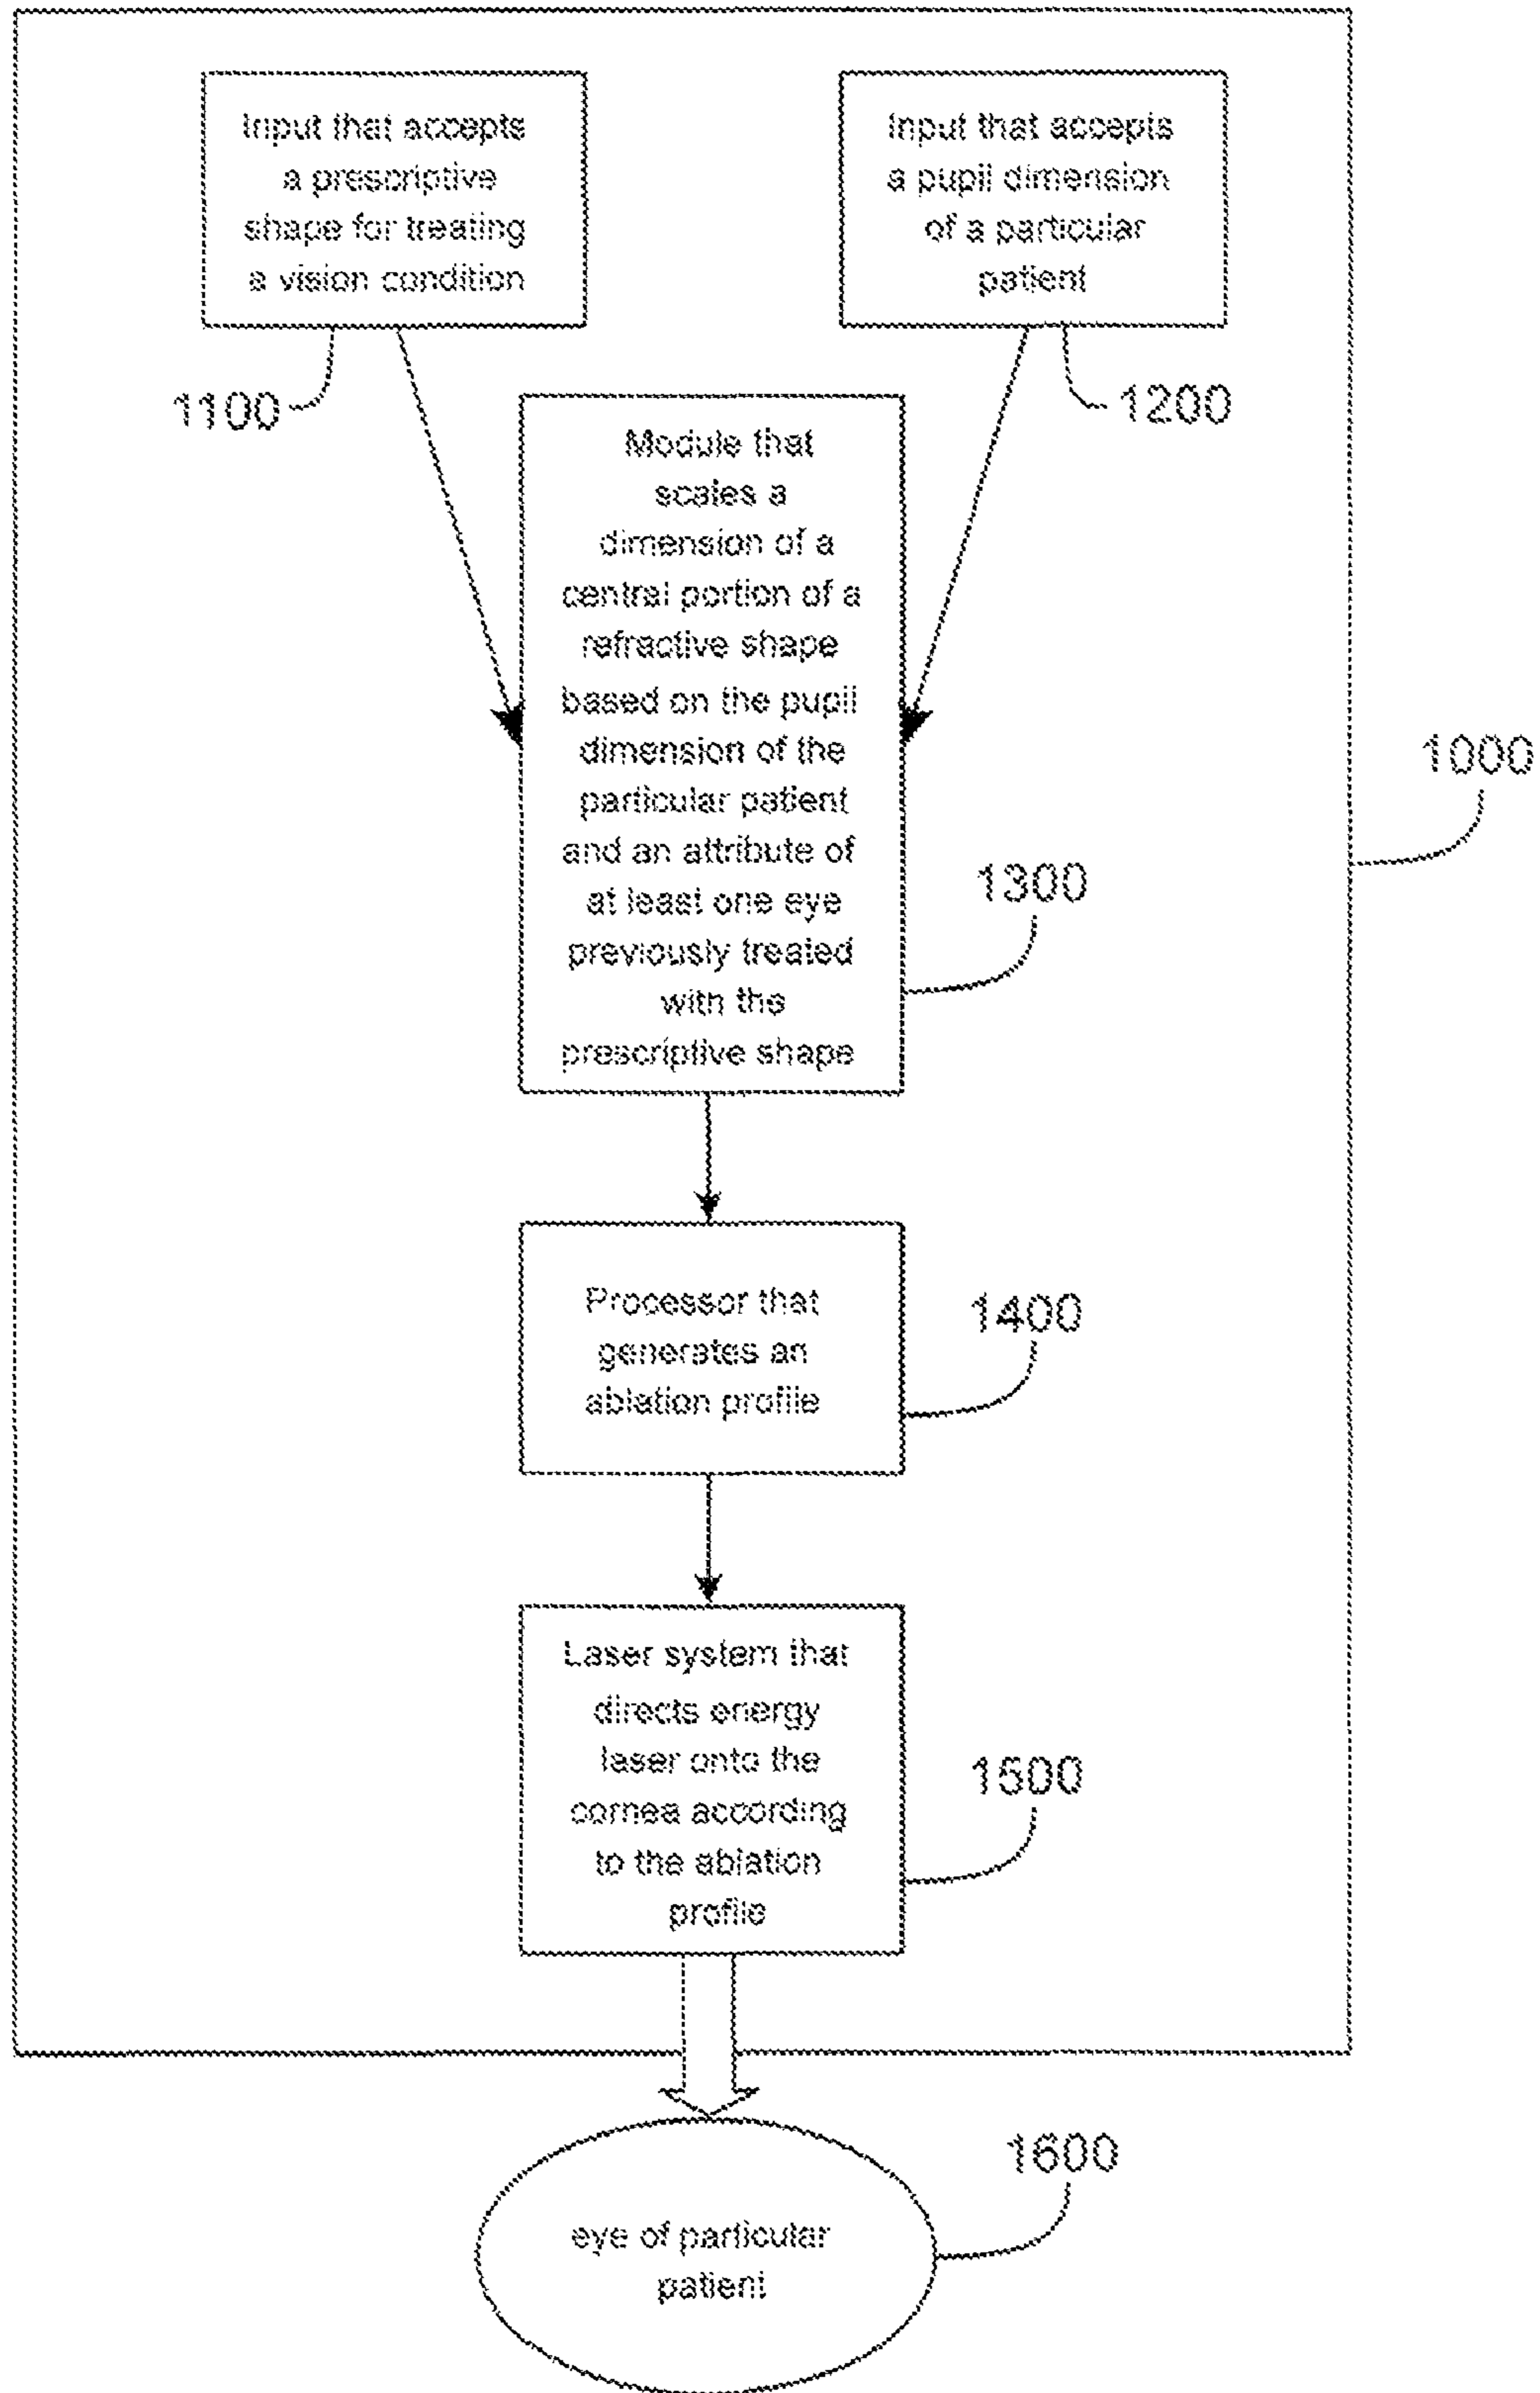 Input that accepts
a prescriptive
shape for treating
a vision condition
Input that accepts
a pupil dimension
of a particular
patient
1100
1200
Module that
scales a
dimension of a
central portion of a
refractive shape
based on the pupil
dimension of the
particular patient
and an attribute of
at least one eye
previously treated
with the
prescriptive shape
1000
1300
Processor that
generates an
ablation profile
1400
Laser system that
directs energy
laser onto the
cornea according
to the ablation
profile
1500
eye of particular
patient
1600